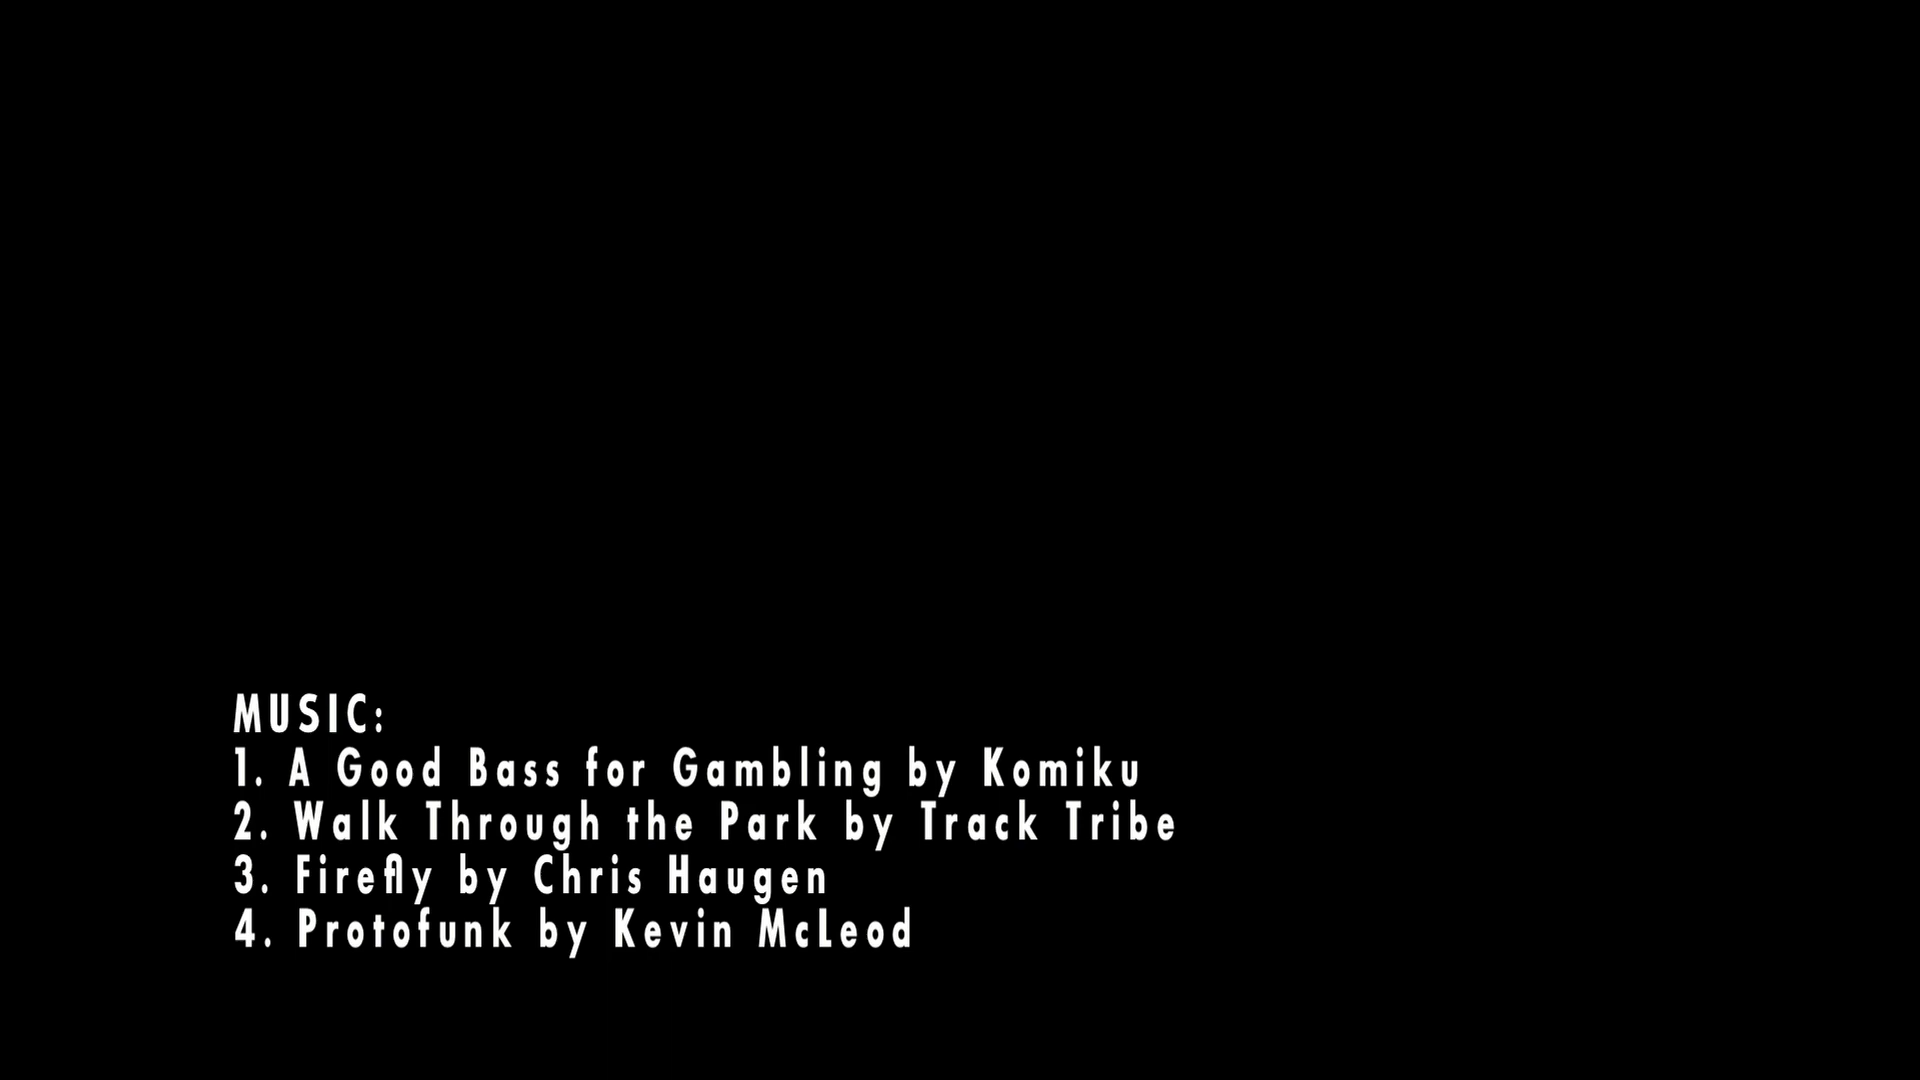 MUSIC:
1. A Good Bass for Gambling by Komiku
2. Walk Through the Park by Track Tribe
3. Firefly by Chris Haugen
4. Protofunk by Kevin McLeod